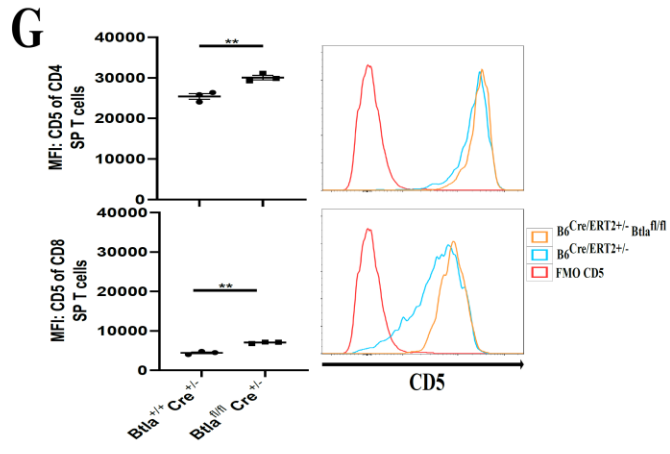 G
MFI: CD5 of CD4
SP T cells
40000
30000
20000
10000
0
**
MFI: CD5 of CD8
SP T cells
40000
30000
20000
10000
0
**
Btla+/+ Cre+/-
Btlafl/fl Cre+/-
CD5
B6Cre/ERT2+/- Btlafl/fl
B6Cre/ERT2+/-
FMO CD5